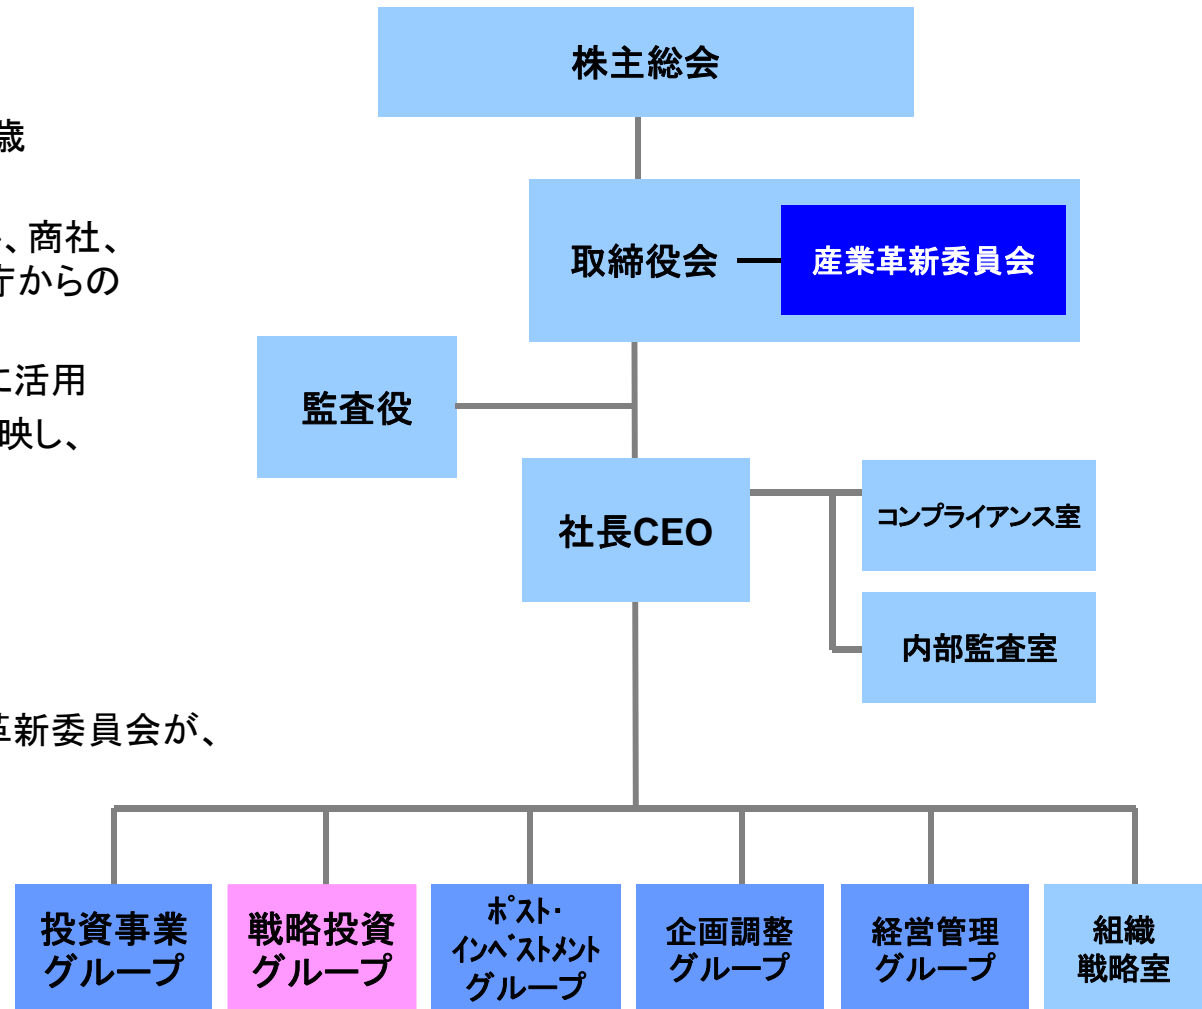 株主総会
歳
、商社、
庁からの
に活用
映し、
取締役会
産業革新委員会
監査役
社長CEO
コンプライアンス室
内部監査室
革新委員会が、
投資事業
グループ
戦略投資
グループ
ﾎﾟｽﾄ・
ｲﾝﾍﾞｽﾄﾒﾝﾄ
グループ
企画調整
グループ
経営管理
グループ
組織
戦略室